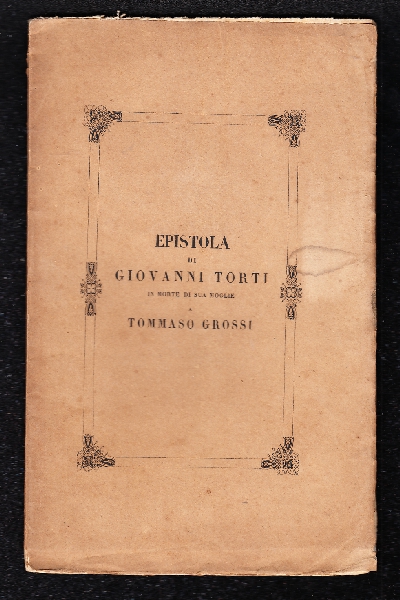 EPISTOLA
DI
GIOVANNI TORTI
IN MORTE DI SUA MOGLIE
A
TOMMASO GROSSI